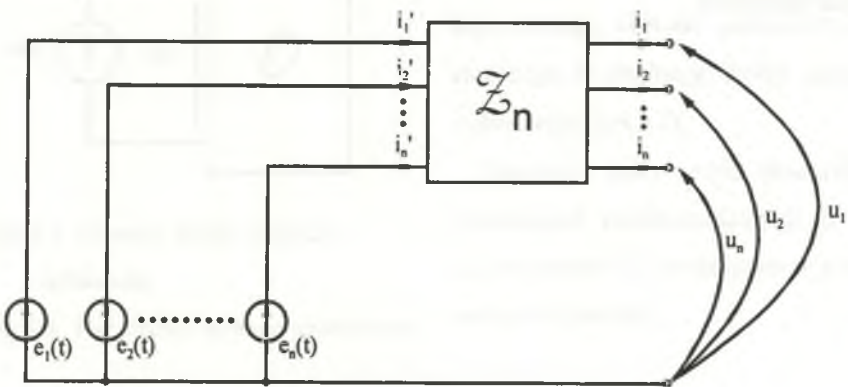 i₁' i₁
i₂' i₂
𝒵ₙ
iₙ' iₙ
u₁
u₂
uₙ
e₁(t) e₂(t) eₙ(t)